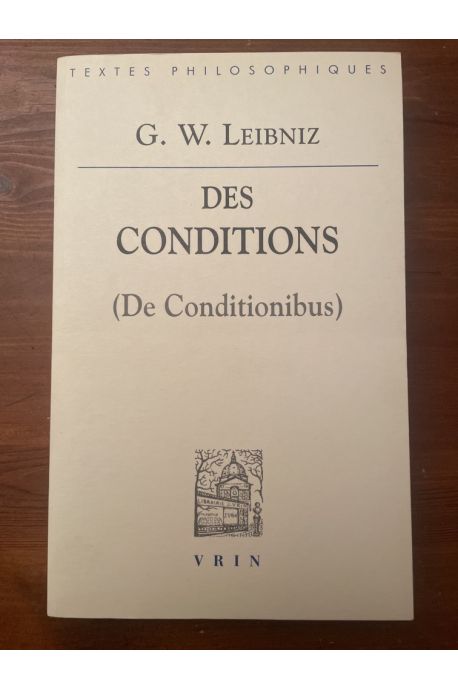 TEXTES PHILOSOPHIQUES
G. W. LEIBNIZ
DES
CONDITIONS
(De Conditionibus)
VRIN